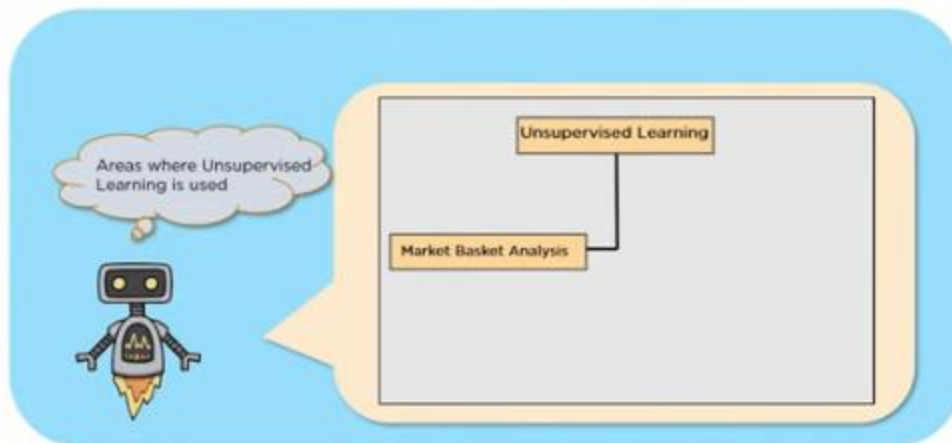 Areas where Unsupervised
Learning is used
Unsupervised Learning
Market Basket Analysis